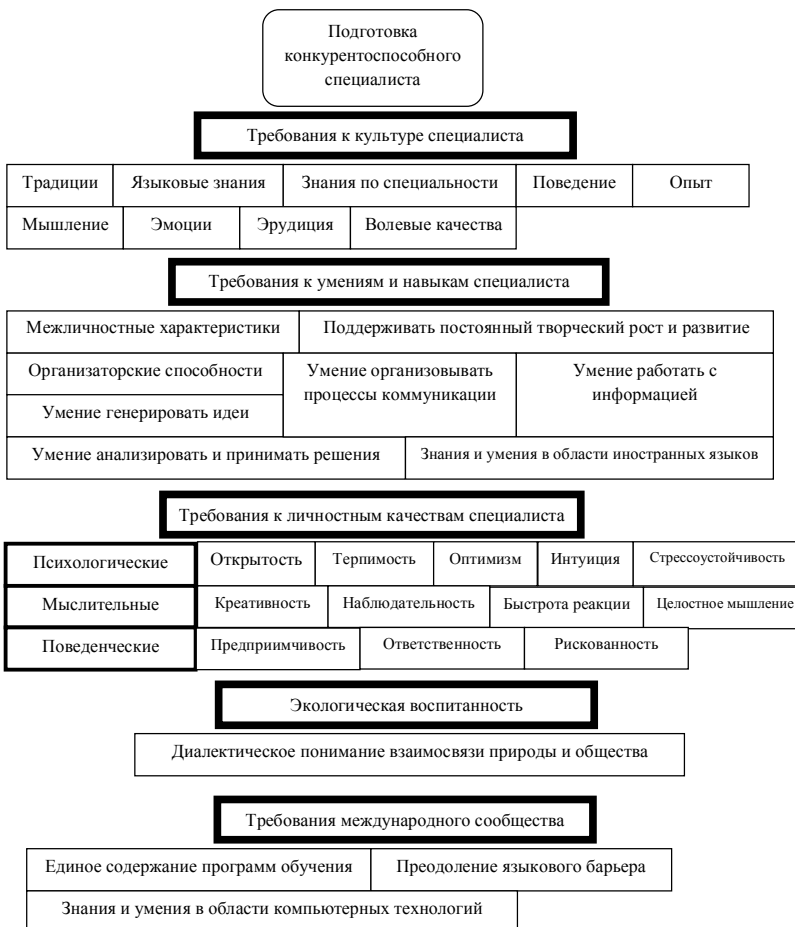 Подготовка
конкурентоспособного
специалиста
Требования к культуре специалиста
Традиции Языковые знания Знания по специальности Поведение Опыт
Мышление Эмоции Эрудиция Волевые качества
Требования к умениям и навыкам специалиста
Межличностные характеристики Поддерживать постоянный творческий рост и развитие
Организаторские способности
Умение генерировать идеи
Умение организовывать
процессы коммуникации
Умение работать с
информацией
Умение анализировать и принимать решения Знания и умения в области иностранных языков
Требования к личностным качествам специалиста
Психологические Открытость Терпимость Оптимизм Интуиция Стрессоустойчивость
Мыслительные Креативность Наблюдательность Быстрота реакции Целостное мышление
Поведенческие Предприимчивость Ответственность Рискованность
Экологическая воспитанность
Диалектическое понимание взаимосвязи природы и общества
Требования международного сообщества
Единое содержание программ обучения Преодоление языкового барьера
Знания и умения в области компьютерных технологий